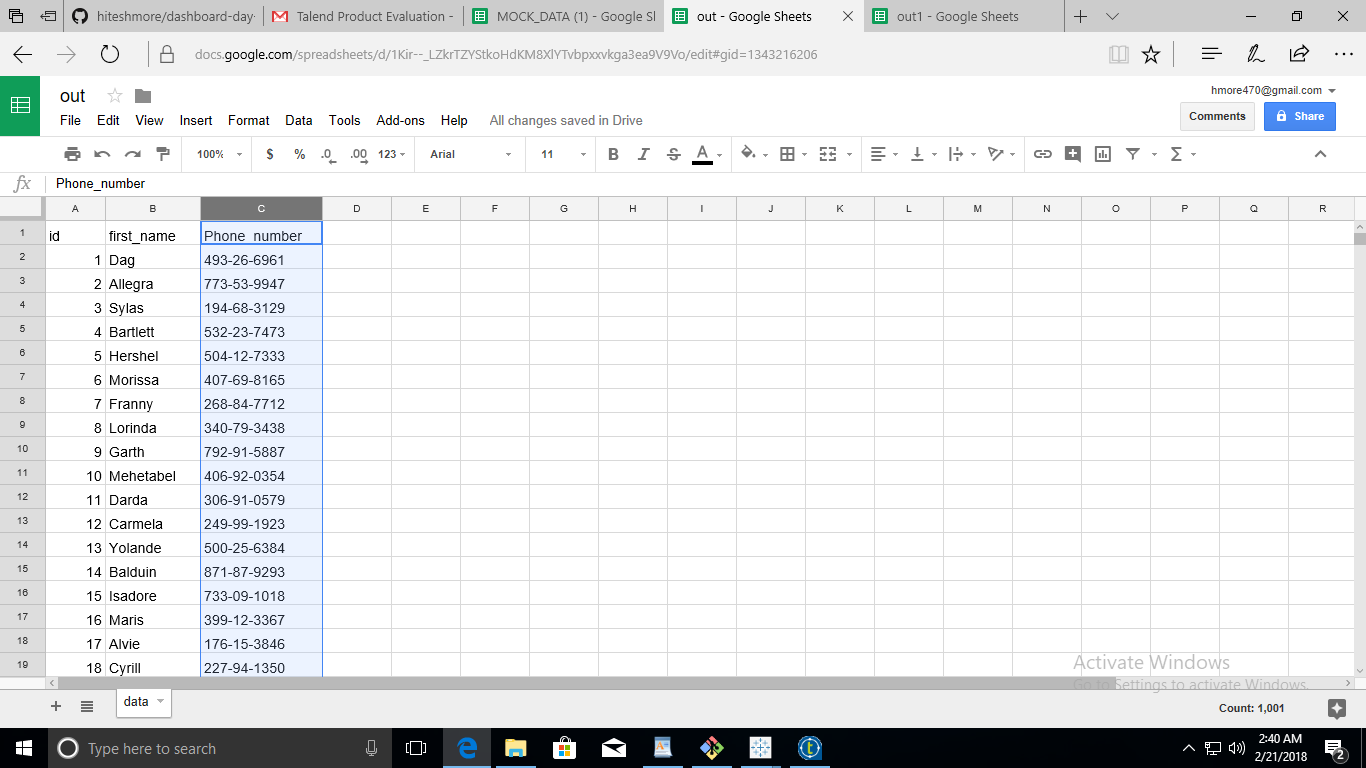 hiteshmore/dashboard-day Talend Product Evaluation - MOCK_DATA (1) - Google Sl out - Google Sheets out1 - Google Sheets
docs.google.com/spreadsheets/d/1Kir--_LZkrTZYStkoHdKM8XlYTvbpxxvkga3ea9V9Vo/edit#gid=1343216206
out
hmore470@gmail.com
File Edit View Insert Format Data Tools Add-ons Help All changes saved in Drive
Comments Share
100% $ % .0 .00 123 Arial 11 B I S A
fx Phone_number
A B C D E F G H I J K L M N O P Q R
1 id first_name Phone_number
2 1 Dag 493-26-6961
3 2 Allegra 773-53-9947
4 3 Sylas 194-68-3129
5 4 Bartlett 532-23-7473
6 5 Hershel 504-12-7333
7 6 Morissa 407-69-8165
8 7 Franny 268-84-7712
9 8 Lorinda 340-79-3438
10 9 Garth 792-91-5887
11 10 Mehetabel 406-92-0354
12 11 Darda 306-91-0579
13 12 Carmela 249-99-1923
14 13 Yolande 500-25-6384
15 14 Balduin 871-87-9293
16 15 Isadore 733-09-1018
17 16 Maris 399-12-3367
18 17 Alvie 176-15-3846
19 18 Cyrill 227-94-1350
Activate Windows
Go to Settings to activate Windows.
data
Count: 1,001
Type here to search
2:40 AM
2/21/2018
2